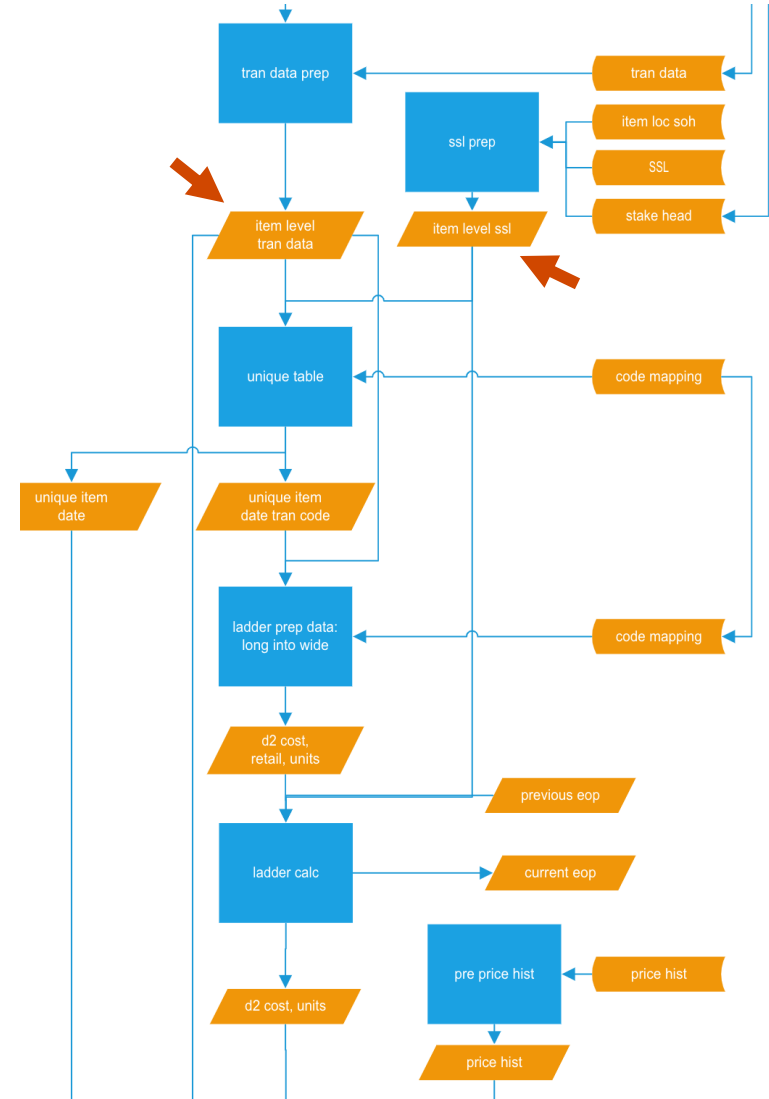 tran data prep
tran data
ssl prep
item loc soh
SSL
stake head
item level
tran data
item level ssl
unique table
code mapping
unique item
date
unique item
date tran code
ladder prep data:
long into wide
code mapping
d2 cost,
retail, units
previous eop
ladder calc
current eop
pre price hist
price hist
d2 cost, units
price hist